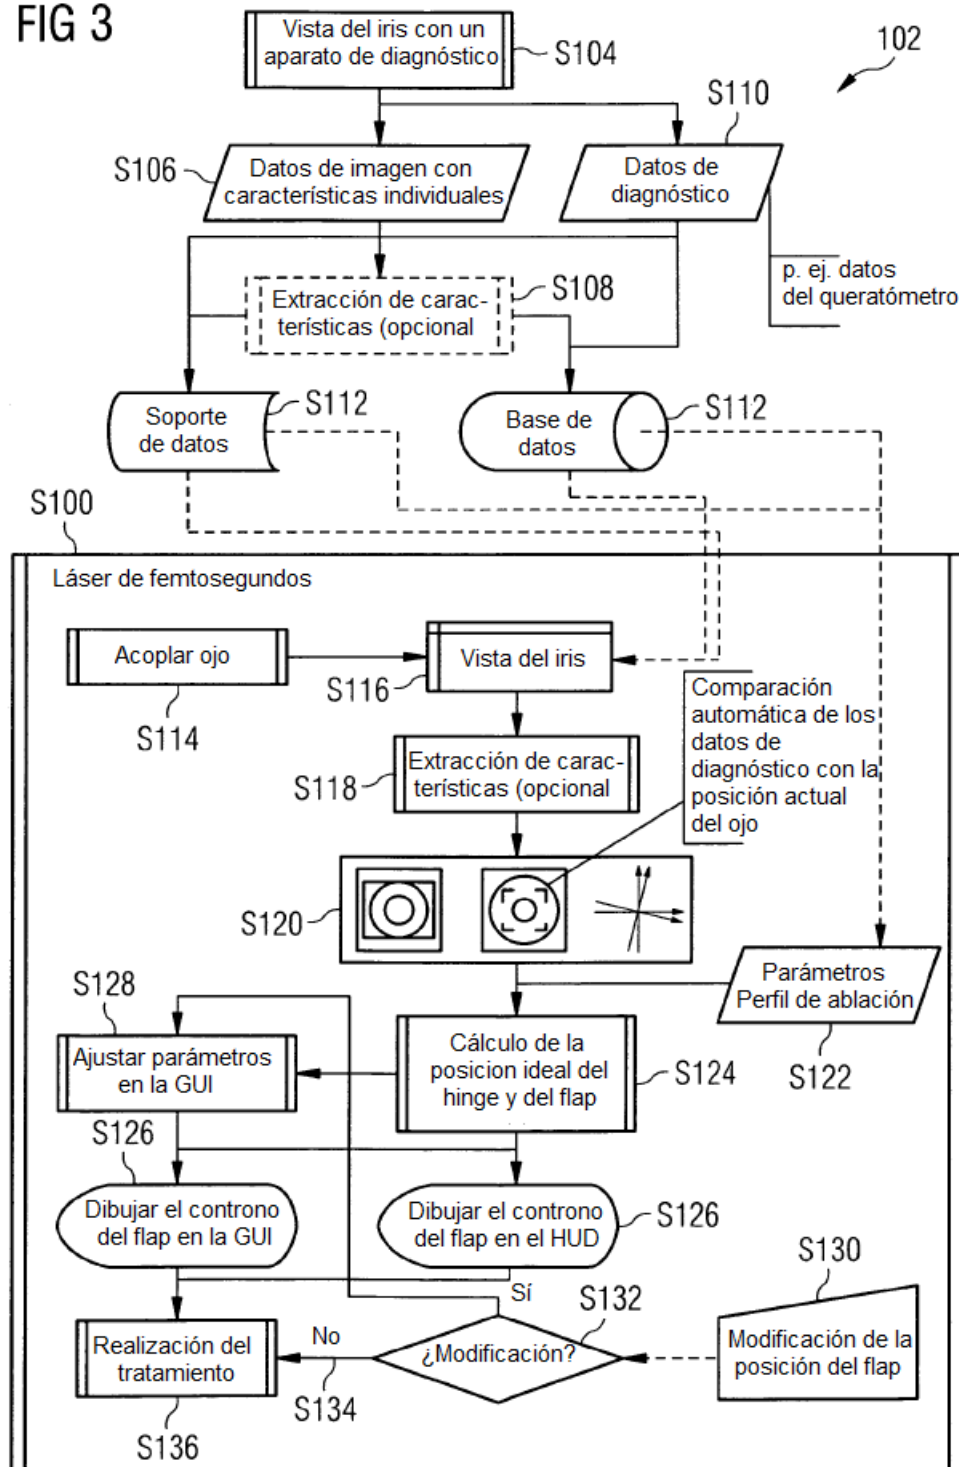 FIG 3
Vista del iris con un
aparato de diagnóstico
S104
102
S110
S106
Datos de imagen con
características individuales
Datos de
diagnóstico
p. ej. datos
del queratómetro
Extracción de carac-
terísticas (opcional
S108
Soporte
de datos
S112
Base de
datos
S112
S100
Láser de femtosegundos
Acoplar ojo
S114
Vista del iris
S116
Comparación
automática de los
datos de
diagnóstico con la
posición actual
del ojo
Extracción de carac-
terísticas (opcional
S118
S120
Parámetros
Perfil de ablación
S122
S128
Ajustar parámetros
en la GUI
Cálculo de la
posicion ideal del
hinge y del flap
S124
S126
Dibujar el controno
del flap en la GUI
Dibujar el controno
del flap en el HUD
S126
S130
Sí
S132
No
Realización del
tratamiento
¿Modificación?
Modificación de la
posición del flap
S134
S136